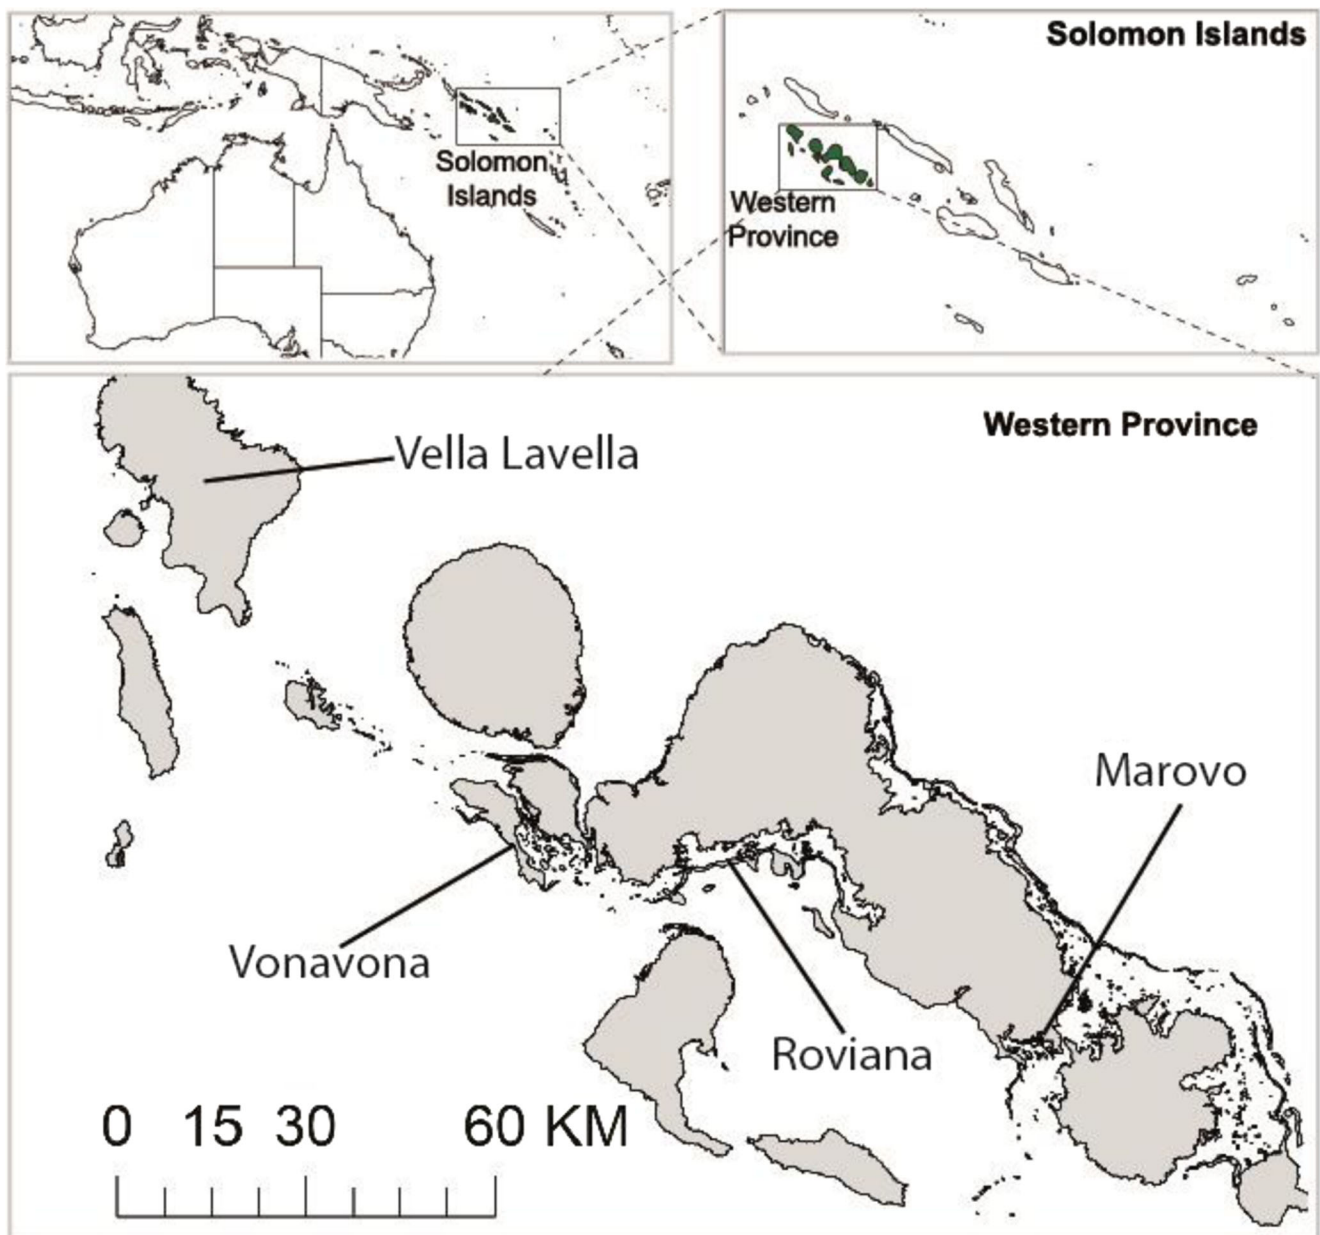 Solomon
Islands
Solomon Islands
Western
Province
Western Province
Vella Lavella
Marovo
Vonavona
Roviana
0 15 30 60 KM